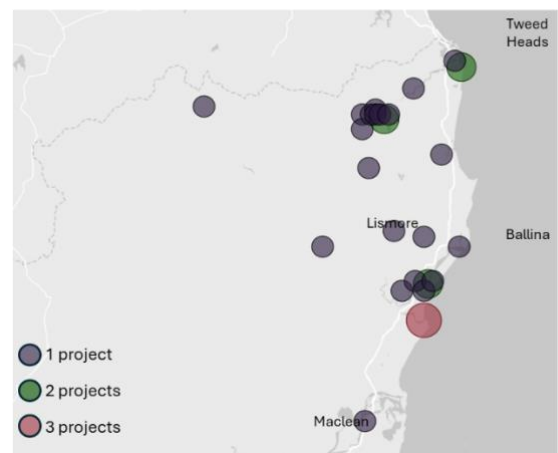 Tweed
Heads
Lismore
Ballina
1 project
2 projects
3 projects
Maclean